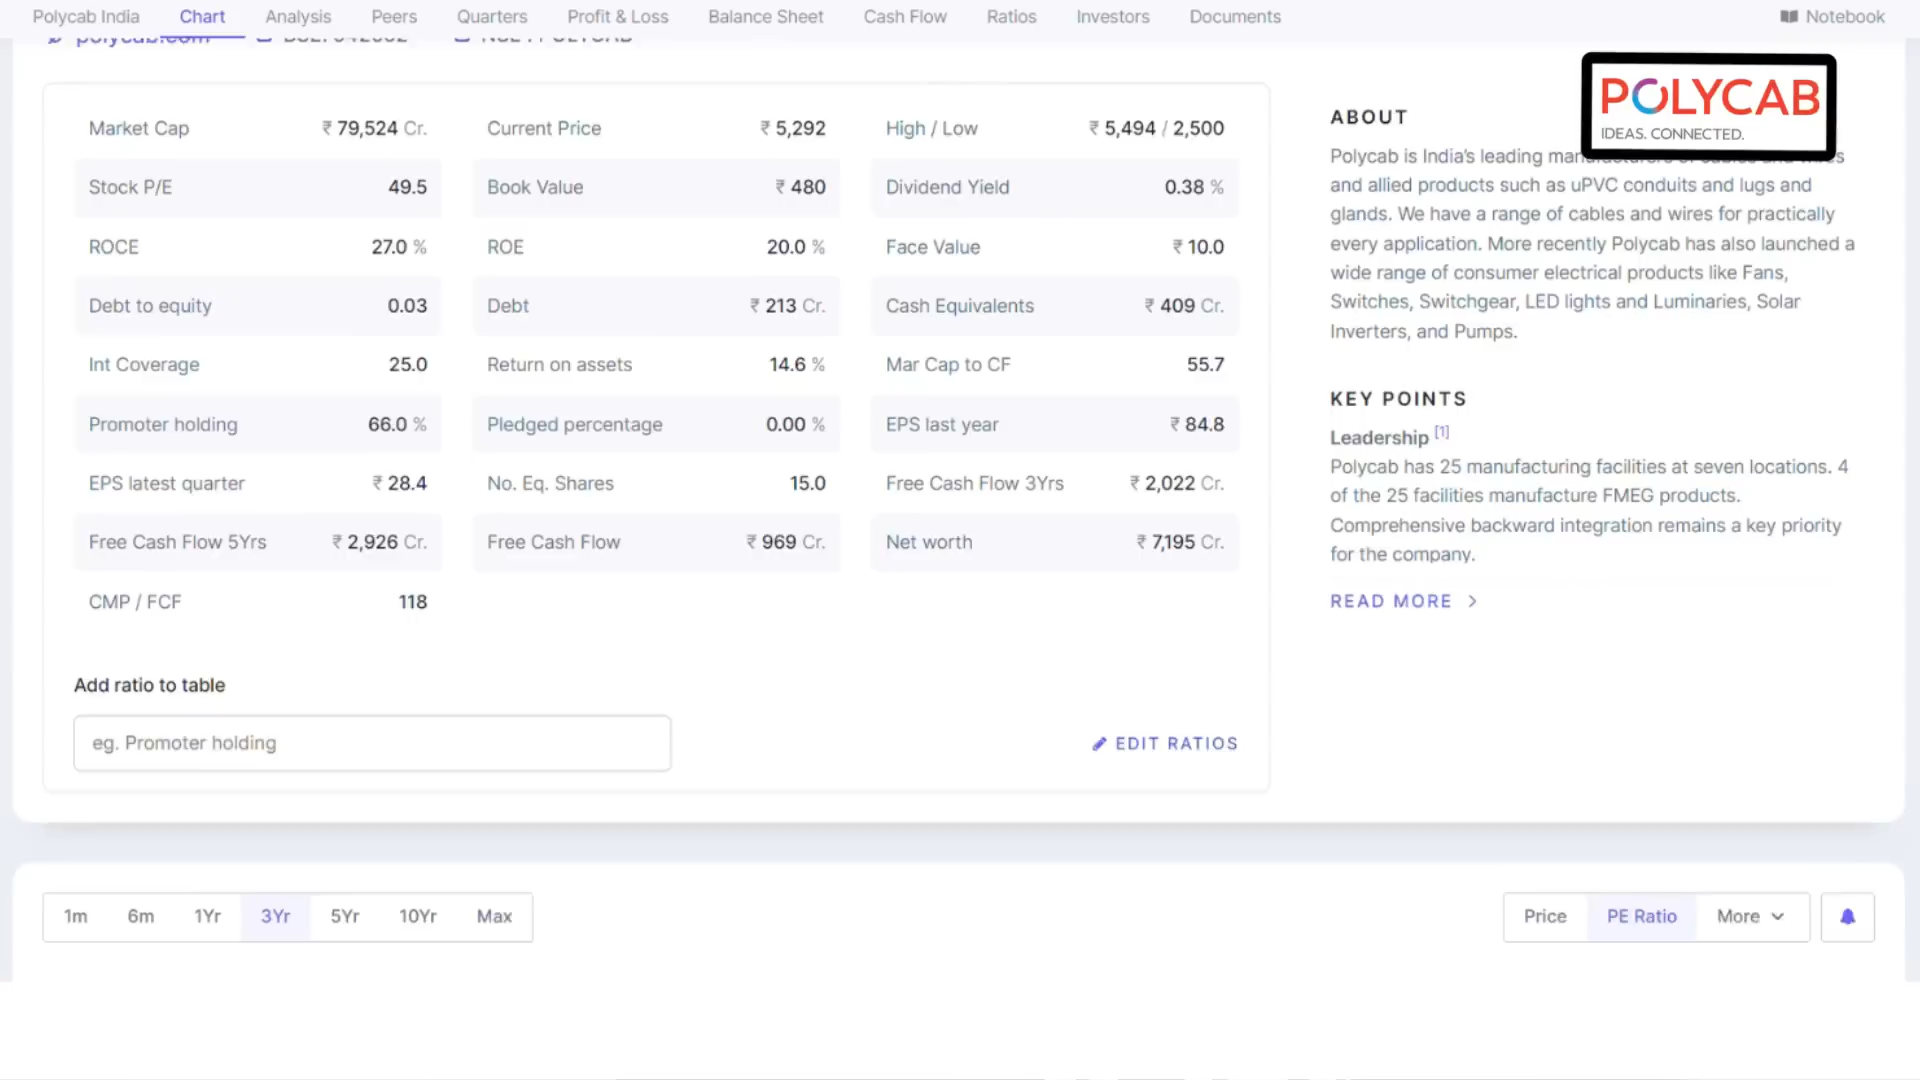 Polycab India Chart Analysis Peers Quarters Profit & Loss Balance Sheet Cash Flow Ratios Investors Documents Notebook
polycab.com
POLYCAB
IDEAS. CONNECTED.
Market Cap ₹ 79,524 Cr. Current Price ₹ 5,292 High / Low ₹ 5,494 / 2,500
Stock P/E 49.5 Book Value ₹ 480 Dividend Yield 0.38 %
ROCE 27.0 % ROE 20.0 % Face Value ₹ 10.0
Debt to equity 0.03 Debt ₹ 213 Cr. Cash Equivalents ₹ 409 Cr.
Int Coverage 25.0 Return on assets 14.6 % Mar Cap to CF 55.7
Promoter holding 66.0 % Pledged percentage 0.00 % EPS last year ₹ 84.8
EPS latest quarter ₹ 28.4 No. Eq. Shares 15.0 Free Cash Flow 3Yrs ₹ 2,022 Cr.
Free Cash Flow 5Yrs ₹ 2,926 Cr. Free Cash Flow ₹ 969 Cr. Net worth ₹ 7,195 Cr.
CMP / FCF 118
Add ratio to table
eg. Promoter holding
EDIT RATIOS
ABOUT
Polycab is India's leading
and allied products such as uPVC conduits and lugs and
glands. We have a range of cables and wires for practically
every application. More recently Polycab has also launched a
wide range of consumer electrical products like Fans,
Switches, Switchgear, LED lights and Luminaries, Solar
Inverters, and Pumps.
KEY POINTS
Leadership [1]
Polycab has 25 manufacturing facilities at seven locations. 4
of the 25 facilities manufacture FMEG products.
Comprehensive backward integration remains a key priority
for the company.
READ MORE
1m 6m 1Yr 3Yr 5Yr 10Yr Max
Price PE Ratio More